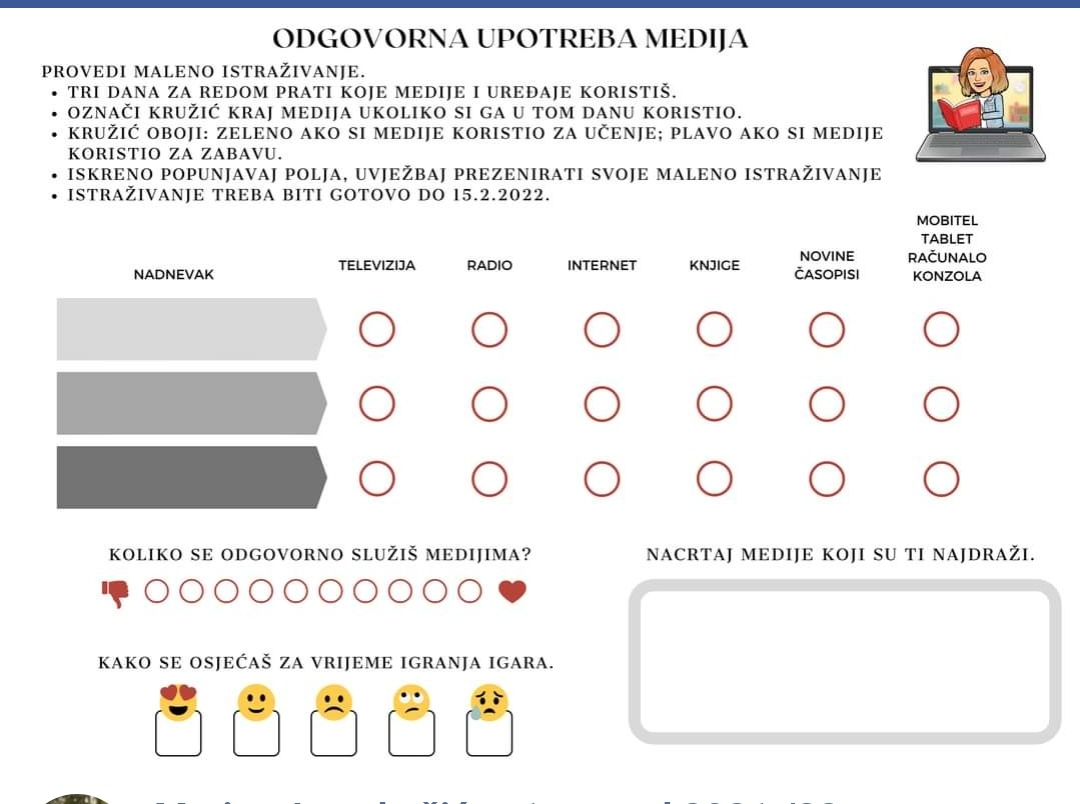 ODGOVORNA UPOTREBA MEDIJA
PROVEDI MALENO ISTRAŽIVANJE.
• TRI DANA ZA REDOM PRATI KOJE MEDIJE I UREĐAJE KORISTIŠ.
• OZNAČI KRUŽIĆ KRAJ MEDIJA UKOLIKO SI GA U TOM DANU KORISTIO.
• KRUŽIĆ OBOJI: ZELENO AKO SI MEDIJE KORISTIO ZA UČENJE; PLAVO AKO SI MEDIJE
KORISTIO ZA ZABAVU.
• ISKRENO POPUNJAVAJ POLJA, UVJEŽBAJ PREZENIRATI SVOJE MALENO ISTRAŽIVANJE
• ISTRAŽIVANJE TREBA BITI GOTOVO DO 15.2.2022.
NADNEVAK
TELEVIZIJA
RADIO
INTERNET
KNJIGE
NOVINE
ČASOPISI
MOBITEL
TABLET
RAČUNALO
KONZOLA
KOLIKO SE ODGOVORNO SLUŽIŠ MEDIJIMA?
NACRTAJ MEDIJE KOJI SU TI NAJDRAŽI.
KAKO SE OSJEĆAŠ ZA VRIJEME IGRANJA IGARA.